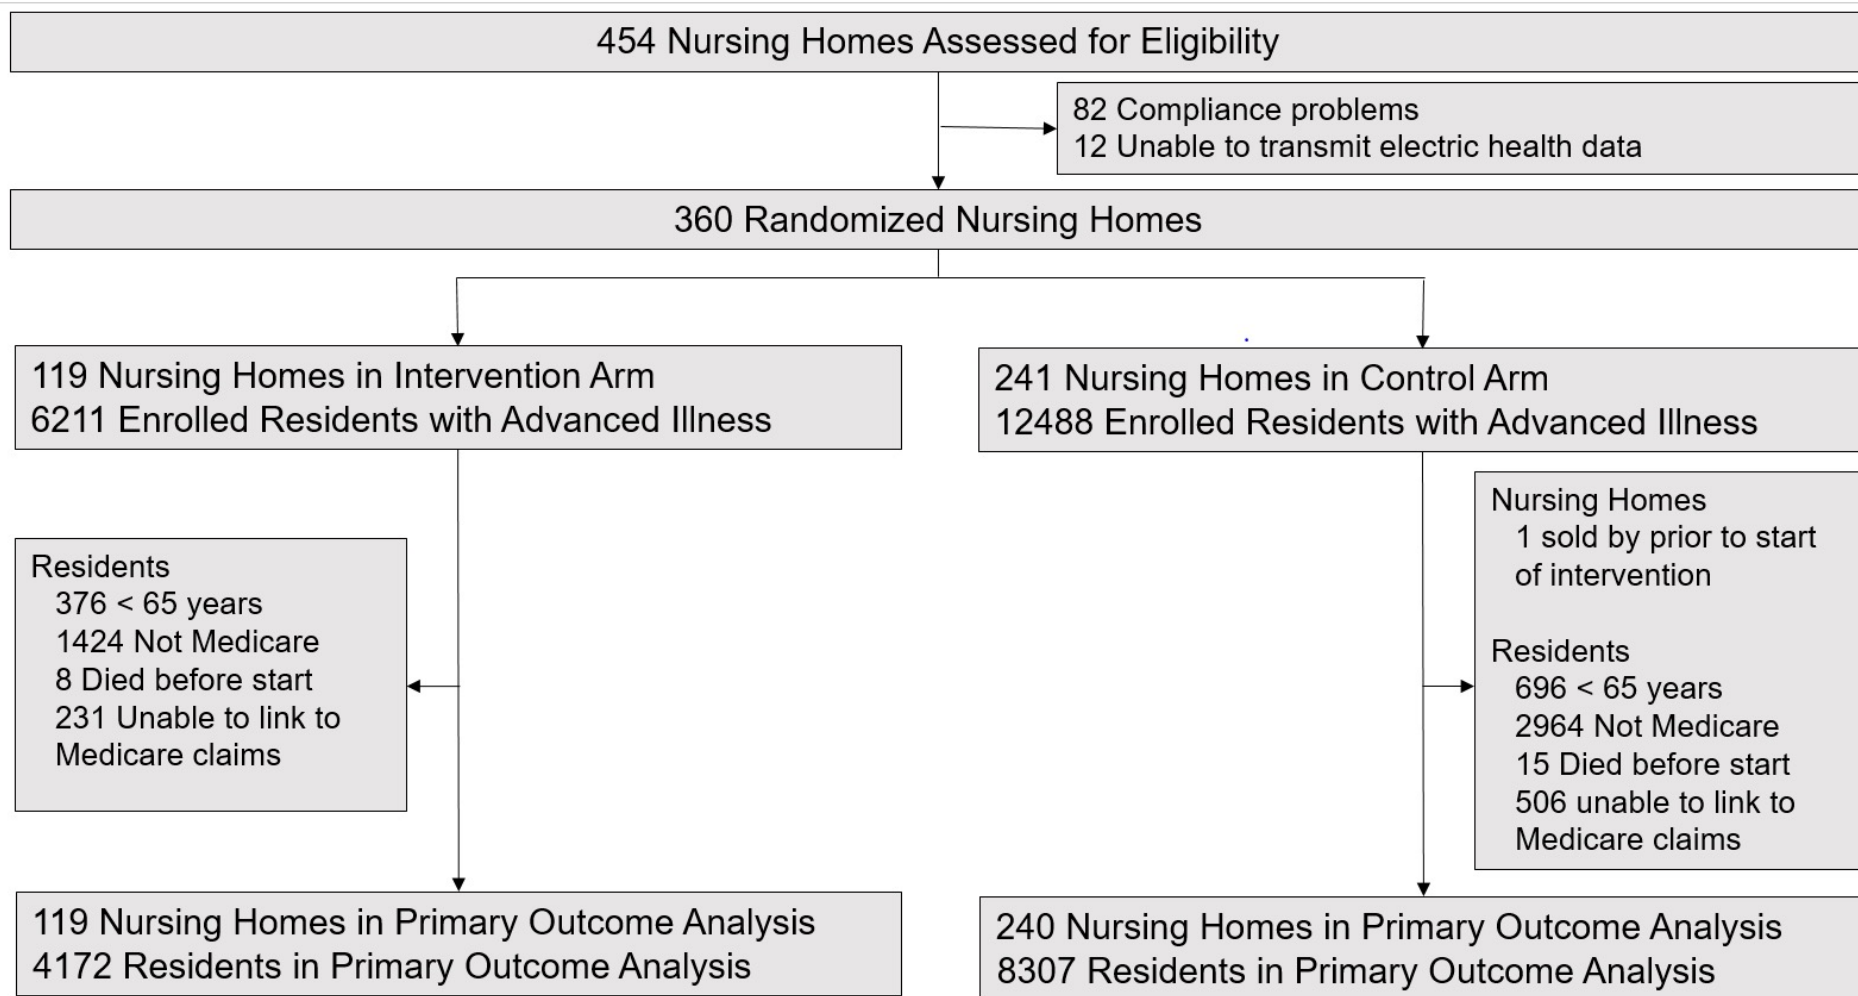 454 Nursing Homes Assessed for Eligibility
82 Compliance problems
12 Unable to transmit electric health data
360 Randomized Nursing Homes
119 Nursing Homes in Intervention Arm
6211 Enrolled Residents with Advanced Illness
241 Nursing Homes in Control Arm
12488 Enrolled Residents with Advanced Illness
Residents
376 < 65 years
1424 Not Medicare
8 Died before start
231 Unable to link to
Medicare claims
Nursing Homes
1 sold by prior to start
of intervention
Residents
696 < 65 years
2964 Not Medicare
15 Died before start
506 unable to link to
Medicare claims
119 Nursing Homes in Primary Outcome Analysis
4172 Residents in Primary Outcome Analysis
240 Nursing Homes in Primary Outcome Analysis
8307 Residents in Primary Outcome Analysis